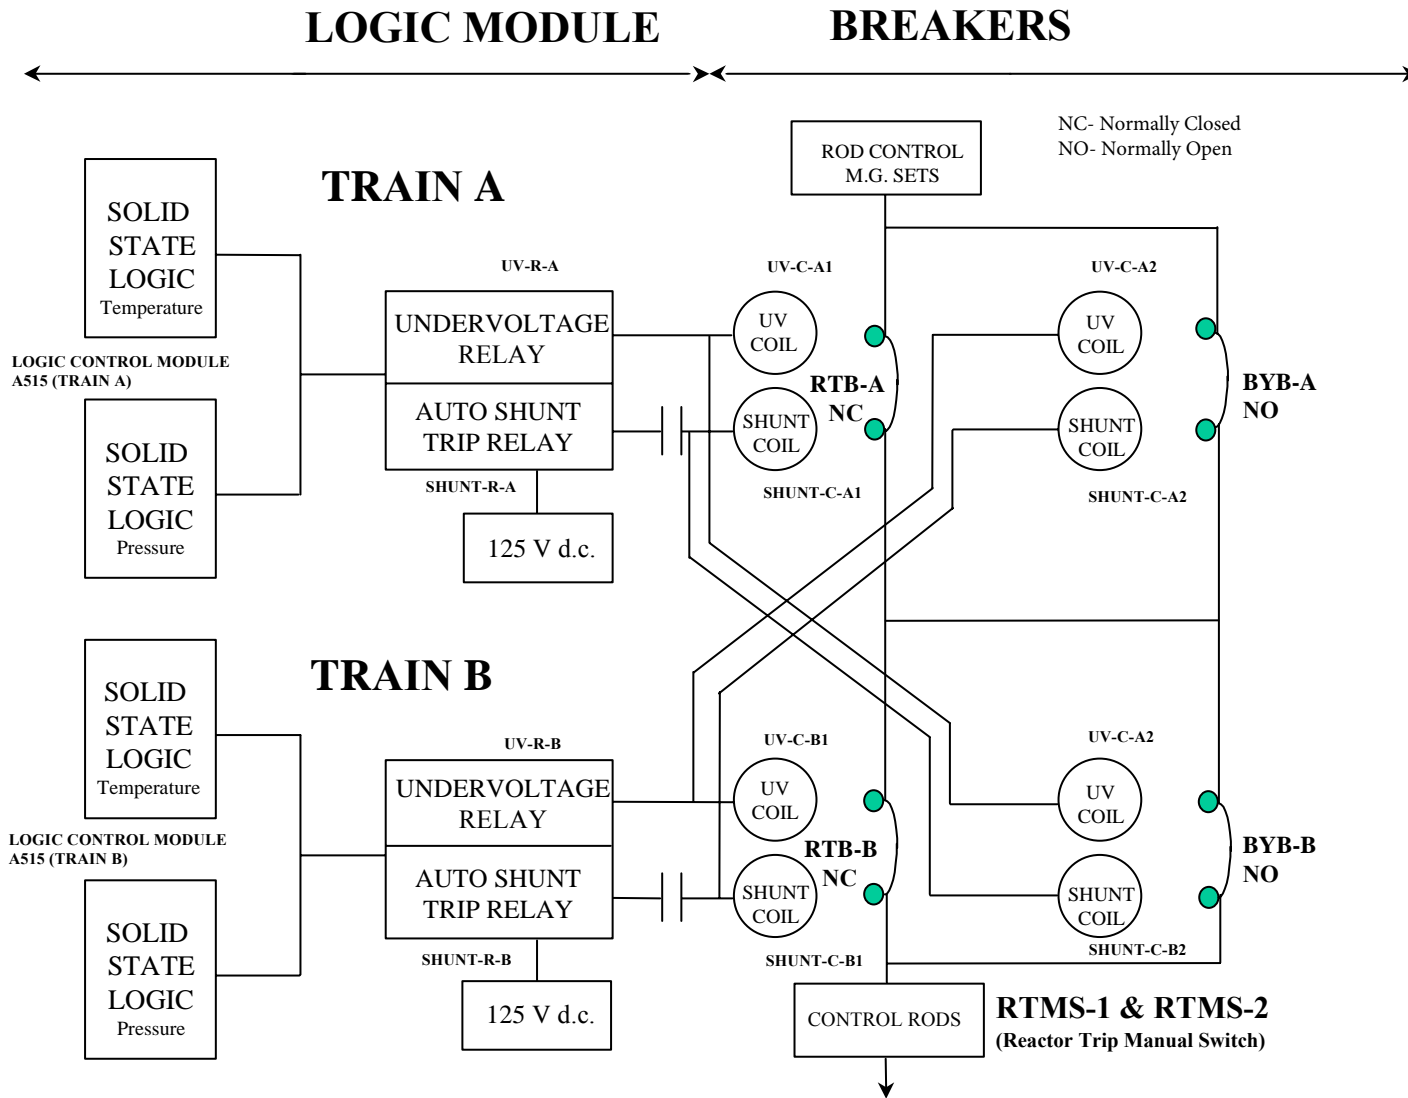 LOGIC MODULE
BREAKERS
NC- Normally Closed
NO- Normally Open
ROD CONTROL
M.G. SETS
TRAIN A
SOLID
STATE
LOGIC
Temperature
LOGIC CONTROL MODULE
A515 (TRAIN A)
SOLID
STATE
LOGIC
Pressure
UV-R-A
UNDERVOLTAGE
RELAY
AUTO SHUNT
TRIP RELAY
SHUNT-R-A
125 V d.c.
UV-C-A1
UV
COIL
SHUNT
COIL
SHUNT-C-A1
RTB-A
NC
UV-C-A2
UV
COIL
SHUNT
COIL
SHUNT-C-A2
BYB-A
NO
TRAIN B
SOLID
STATE
LOGIC
Temperature
LOGIC CONTROL MODULE
A515 (TRAIN B)
SOLID
STATE
LOGIC
Pressure
UV-R-B
UNDERVOLTAGE
RELAY
AUTO SHUNT
TRIP RELAY
SHUNT-R-B
125 V d.c.
UV-C-B1
UV
COIL
SHUNT
COIL
SHUNT-C-B1
RTB-B
NC
UV-C-A2
UV
COIL
SHUNT
COIL
SHUNT-C-B2
BYB-B
NO
CONTROL RODS
RTMS-1 & RTMS-2
(Reactor Trip Manual Switch)